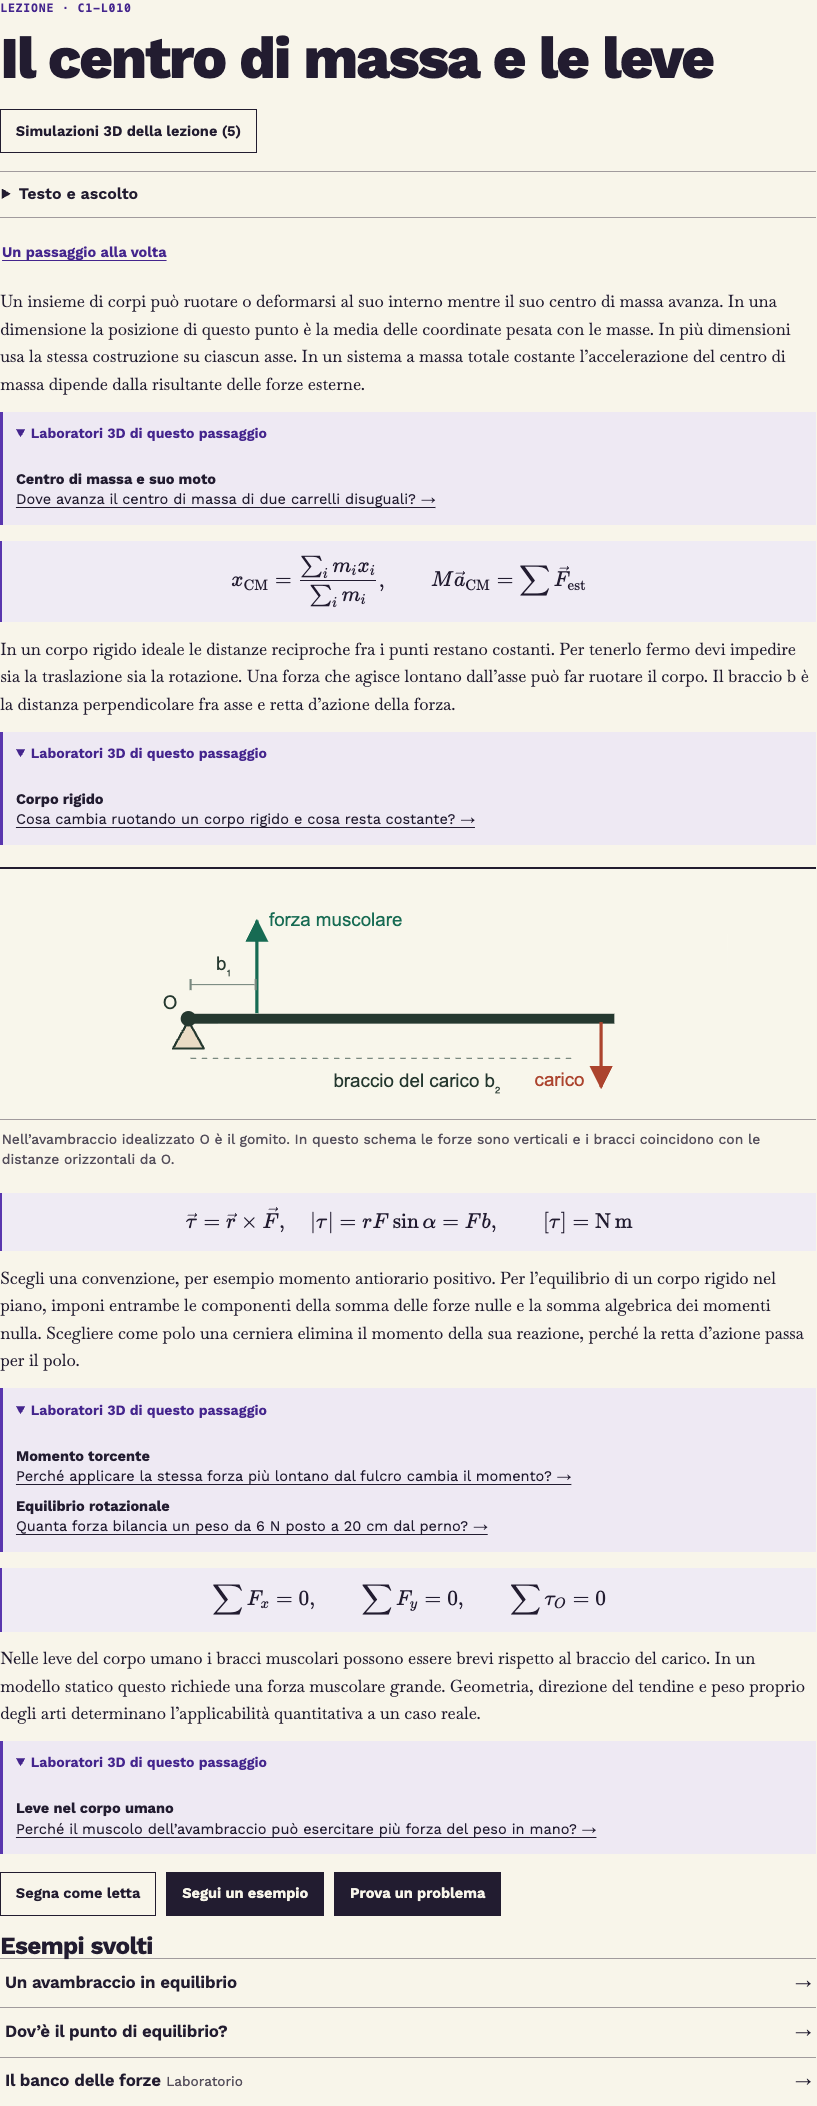 LEZIONE · C1–L010
Il centro di massa e le leve
Simulazioni 3D della lezione (5)
▶ Testo e ascolto
Un passaggio alla volta
Un insieme di corpi può ruotare o deformarsi al suo interno mentre il suo centro di massa avanza. In una
dimensione la posizione di questo punto è la media delle coordinate pesata con le masse. In più dimensioni
usa la stessa costruzione su ciascun asse. In un sistema a massa totale costante l’accelerazione del centro di
massa dipende dalla risultante delle forze esterne.
▼ Laboratori 3D di questo passaggio
Centro di massa e suo moto
Dove avanza il centro di massa di due carrelli disuguali? →
x_CM = ∑_i m_i x_i / ∑_i m_i, M a⃗_CM = ∑ F⃗_est
In un corpo rigido ideale le distanze reciproche fra i punti restano costanti. Per tenerlo fermo devi impedire
sia la traslazione sia la rotazione. Una forza che agisce lontano dall’asse può far ruotare il corpo. Il braccio b è
la distanza perpendicolare fra asse e retta d’azione della forza.
▼ Laboratori 3D di questo passaggio
Corpo rigido
Cosa cambia ruotando un corpo rigido e cosa resta costante? →
forza muscolare
b₁
O
braccio del carico b₂
carico
Nell’avambraccio idealizzato O è il gomito. In questo schema le forze sono verticali e i bracci coincidono con le
distanze orizzontali da O.
τ⃗ = r⃗ × F⃗, |τ| = rF sin α = Fb, [τ] = N m
Scegli una convenzione, per esempio momento antiorario positivo. Per l’equilibrio di un corpo rigido nel
piano, imponi entrambe le componenti della somma delle forze nulle e la somma algebrica dei momenti
nulla. Scegliere come polo una cerniera elimina il momento della sua reazione, perché la retta d’azione passa
per il polo.
▼ Laboratori 3D di questo passaggio
Momento torcente
Perché applicare la stessa forza più lontano dal fulcro cambia il momento? →
Equilibrio rotazionale
Quanta forza bilancia un peso da 6 N posto a 20 cm dal perno? →
∑ F_x = 0, ∑ F_y = 0, ∑ τ_O = 0
Nelle leve del corpo umano i bracci muscolari possono essere brevi rispetto al braccio del carico. In un
modello statico questo richiede una forza muscolare grande. Geometria, direzione del tendine e peso proprio
degli arti determinano l’applicabilità quantitativa a un caso reale.
▼ Laboratori 3D di questo passaggio
Leve nel corpo umano
Perché il muscolo dell’avambraccio può esercitare più forza del peso in mano? →
Segna come letta
Segui un esempio
Prova un problema
Esempi svolti
Un avambraccio in equilibrio →
Dov’è il punto di equilibrio? →
Il banco delle forze Laboratorio →